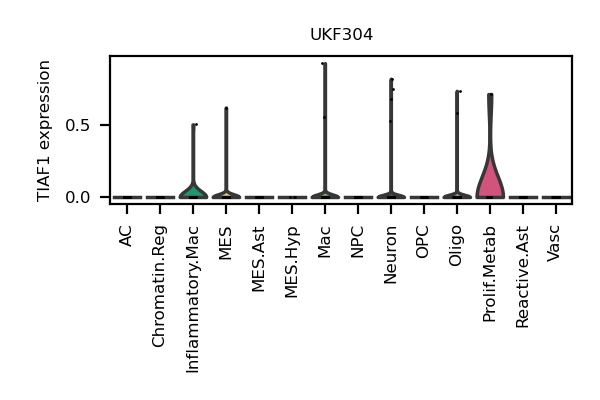 UKF304
TIAF1 expression
0.5
0.0
AC
Chromatin.Reg
Inflammatory.Mac
MES
MES.Ast
MES.Hyp
Mac
NPC
Neuron
OPC
Oligo
Prolif.Metab
Reactive.Ast
Vasc